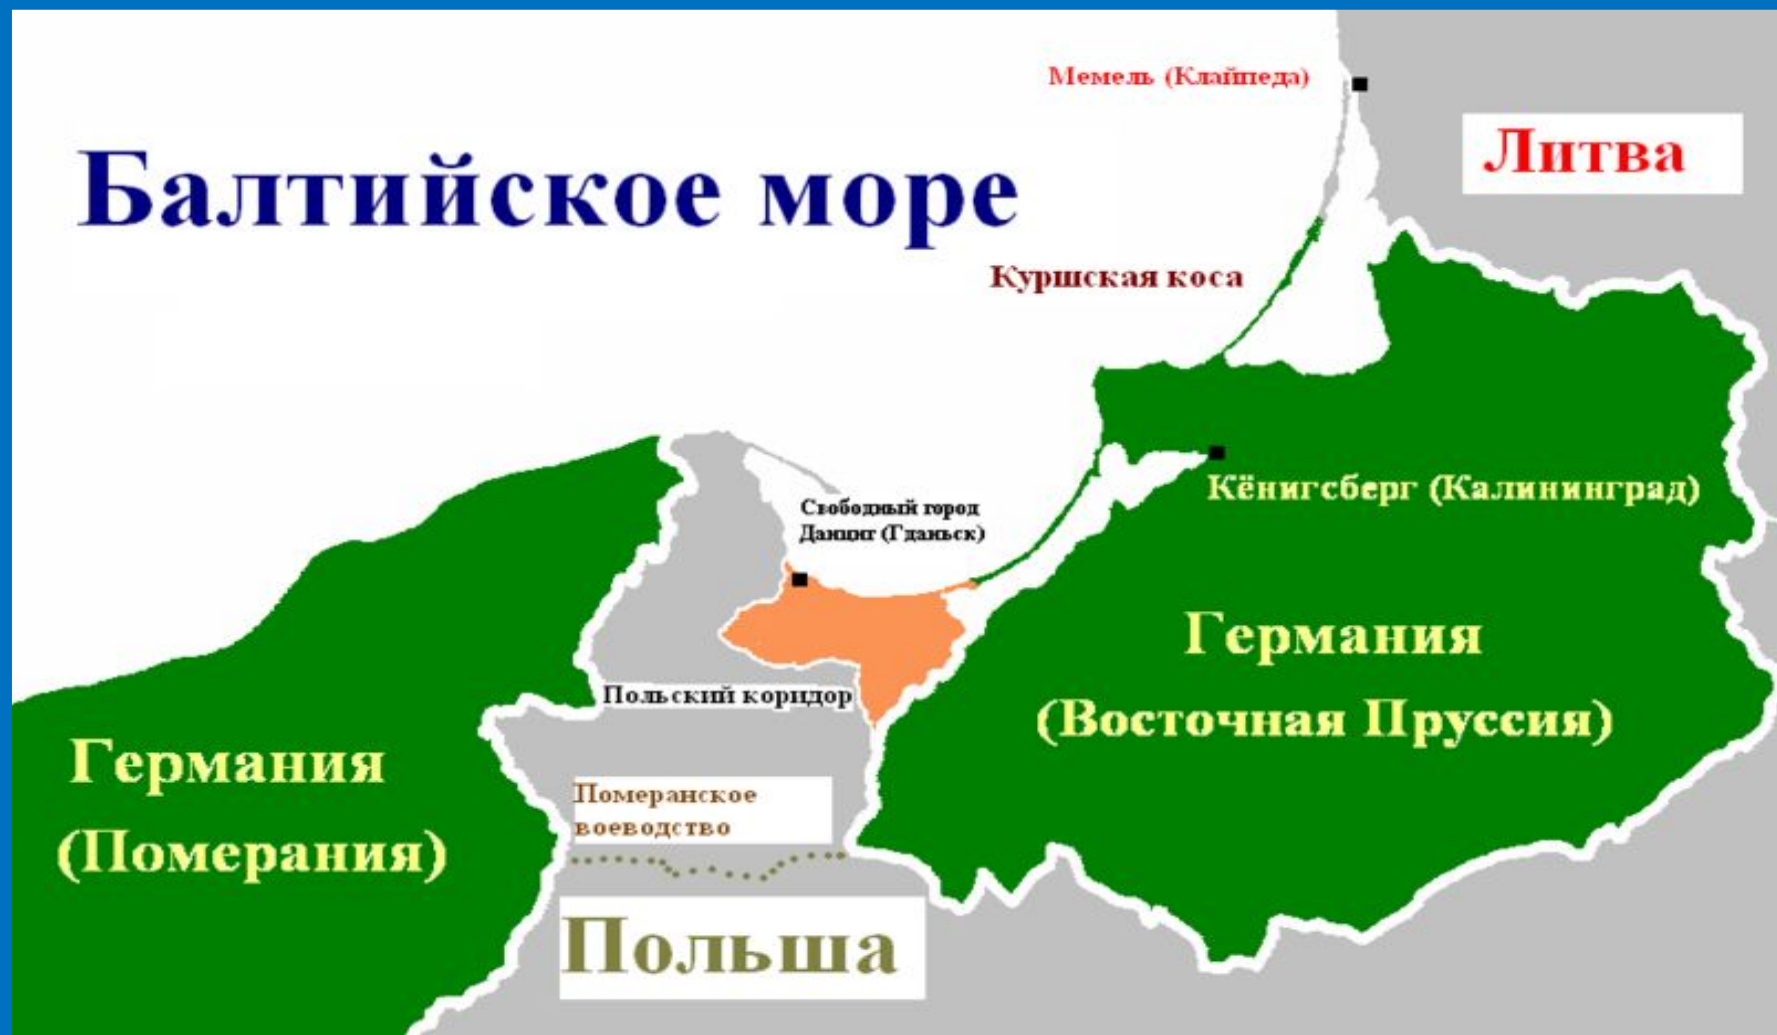 Мемель (Клайпеда)
Литва
Балтийское море
Куршская коса
Кёнигсберг (Калининград)
Свободный город
Данциг (Гданьск)
Германия
(Восточная Пруссия)
Польский коридор
Германия
(Померания)
Померанское
воеводство
Польша